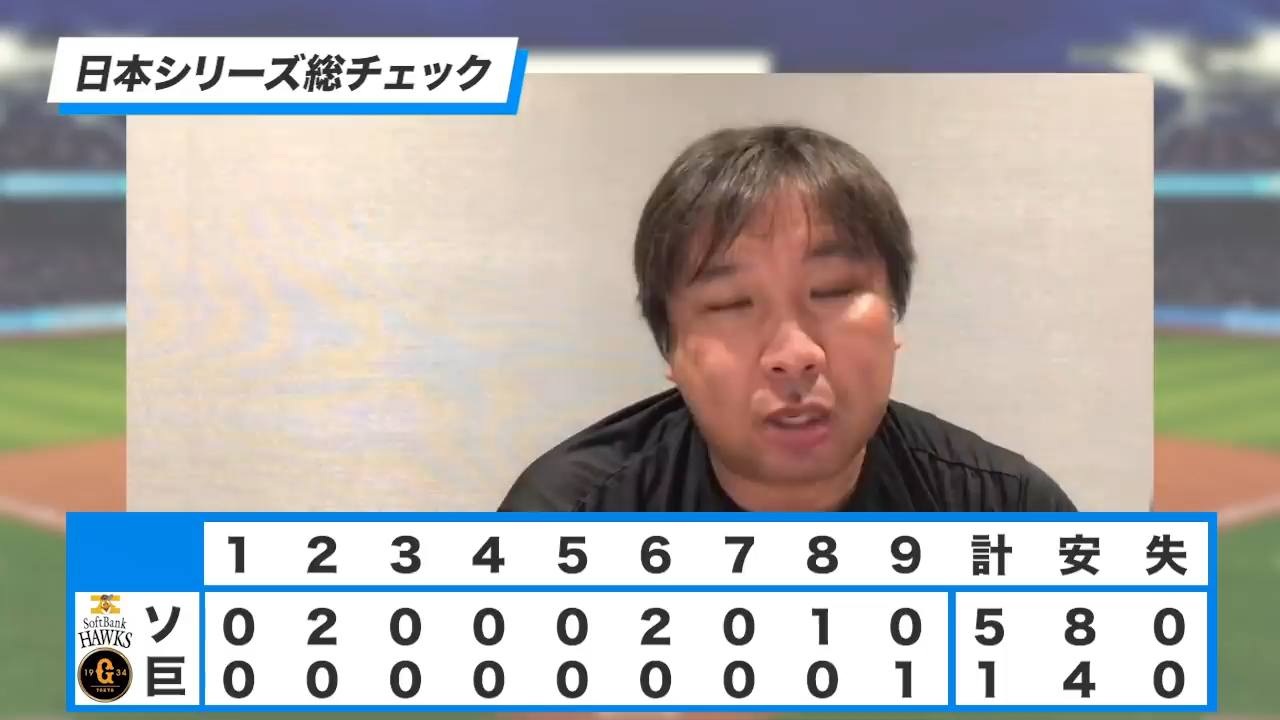 日本シリーズ総チェック
1 2 3 4 5 6 7 8 9 計 安 失
SoftBank
HAWKS
ソ 0 2 0 0 0 2 0 1 0 5 8 0
19 G 34
TOKYO
巨 0 0 0 0 0 0 0 0 1 1 4 0